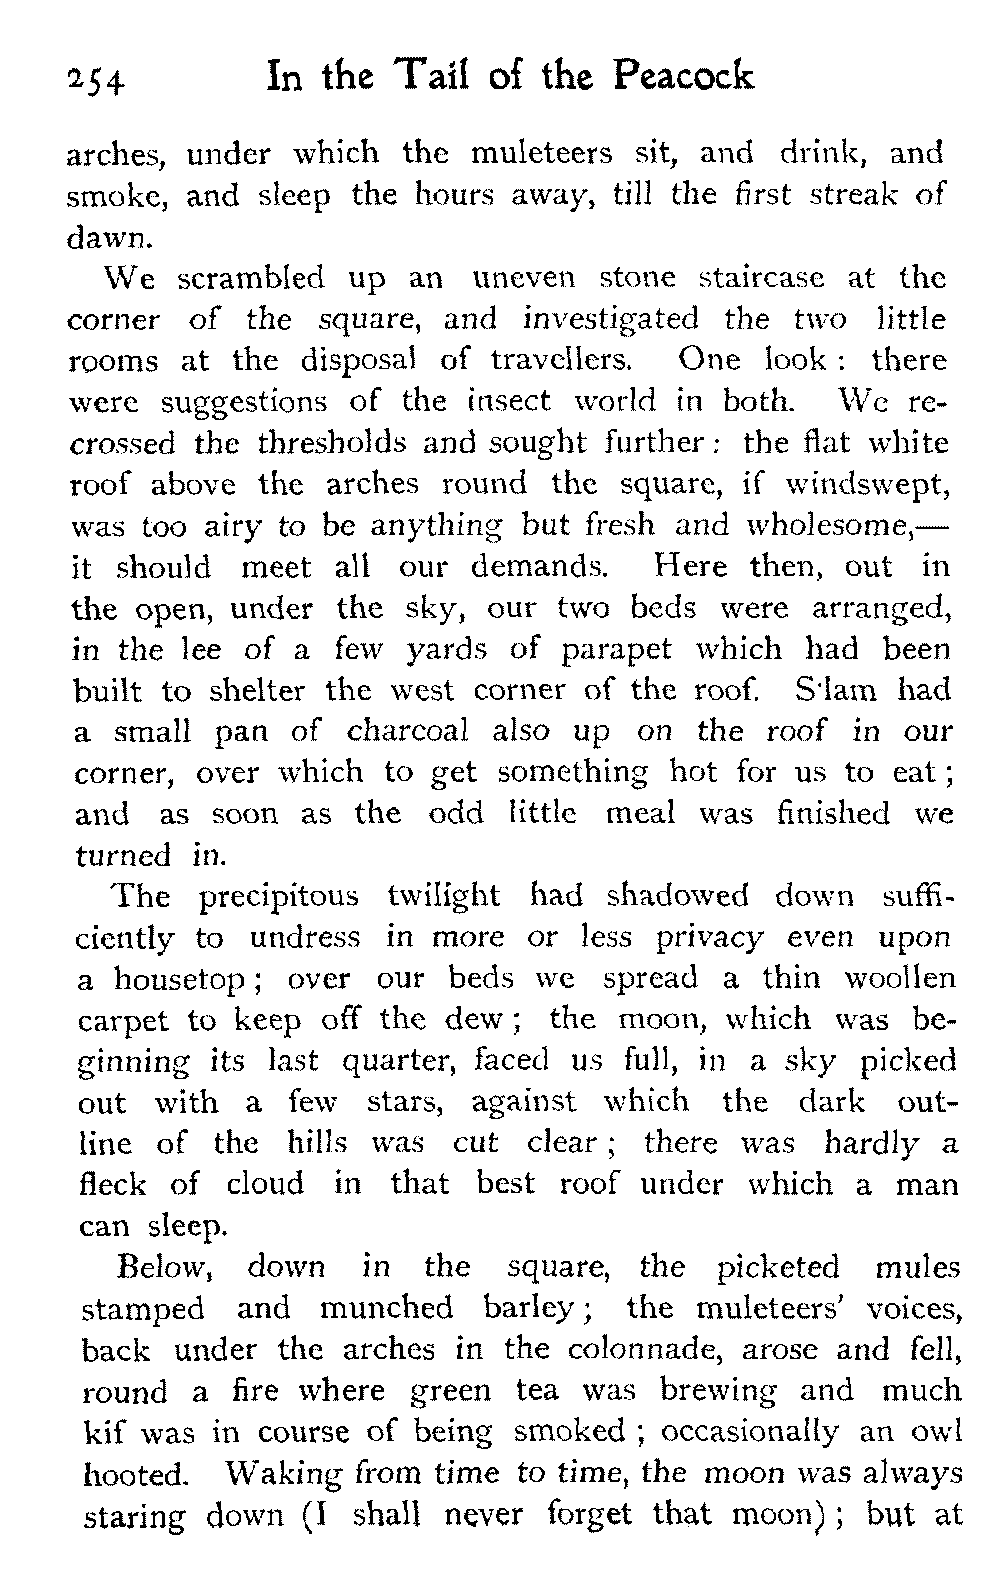 254 In the Tail of the Peacock
arches, under which the muleteers sit, and drink, and
smoke, and sleep the hours away, till the first streak of
dawn.
We scrambled up an uneven stone staircase at the
corner of the square, and investigated the two little
rooms at the disposal of travellers. One look : there
were suggestions of the insect world in both. We re-
crossed the thresholds and sought further : the flat white
roof above the arches round the square, if windswept,
was too airy to be anything but fresh and wholesome,—
it should meet all our demands. Here then, out in
the open, under the sky, our two beds were arranged,
in the lee of a few yards of parapet which had been
built to shelter the west corner of the roof. S'lam had
a small pan of charcoal also up on the roof in our
corner, over which to get something hot for us to eat ;
and as soon as the odd little meal was finished we
turned in.
The precipitous twilight had shadowed down suffi-
ciently to undress in more or less privacy even upon
a housetop ; over our beds we spread a thin woollen
carpet to keep off the dew ; the moon, which was be-
ginning its last quarter, faced us full, in a sky picked
out with a few stars, against which the dark out-
line of the hills was cut clear ; there was hardly a
fleck of cloud in that best roof under which a man
can sleep.
Below, down in the square, the picketed mules
stamped and munched barley ; the muleteers' voices,
back under the arches in the colonnade, arose and fell,
round a fire where green tea was brewing and much
kif was in course of being smoked ; occasionally an owl
hooted. Waking from time to time, the moon was always
staring down (I shall never forget that moon) ; but at